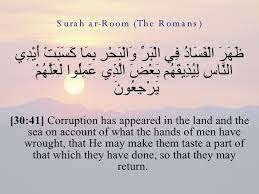 Surah ar-Room (The Romans)
ظَهَرَ الْفَسَادُ فِي الْبَرِّ وَالْبَحْرِ بِمَا كَسَبَتْ أَيْدِي
النَّاسِ لِيُذِيقَهُم بَعْضَ الَّذِي عَمِلُوا لَعَلَّهُمْ
يَرْجِعُونَ
[30:41] Corruption has appeared in the land and the
sea on account of what the hands of men have
wrought, that He may make them taste a part of
that which they have done, so that they may
return.